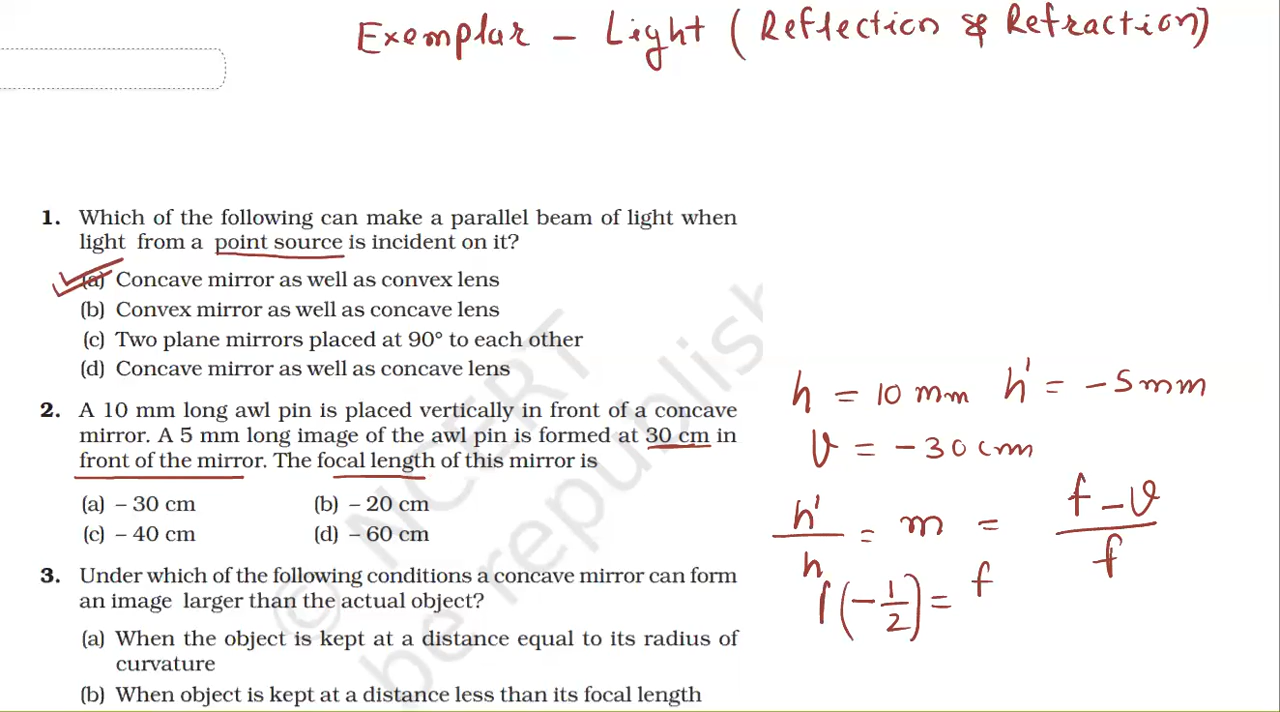 Exemplar - Light (Reflection & Refraction)
1. Which of the following can make a parallel beam of light when
light from a point source is incident on it?
(a) Concave mirror as well as convex lens
(b) Convex mirror as well as concave lens
(c) Two plane mirrors placed at 90° to each other
(d) Concave mirror as well as concave lens
2. A 10 mm long awl pin is placed vertically in front of a concave
mirror. A 5 mm long image of the awl pin is formed at 30 cm in
front of the mirror. The focal length of this mirror is
(a) – 30 cm (b) – 20 cm
(c) – 40 cm (d) – 60 cm
3. Under which of the following conditions a concave mirror can form
an image larger than the actual object?
(a) When the object is kept at a distance equal to its radius of
curvature
(b) When object is kept at a distance less than its focal length
h = 10 mm h' = -5mm
v = -30 cm
h'/h = m = f-v/f
f(-1/2) = f
© NCERT
be republish